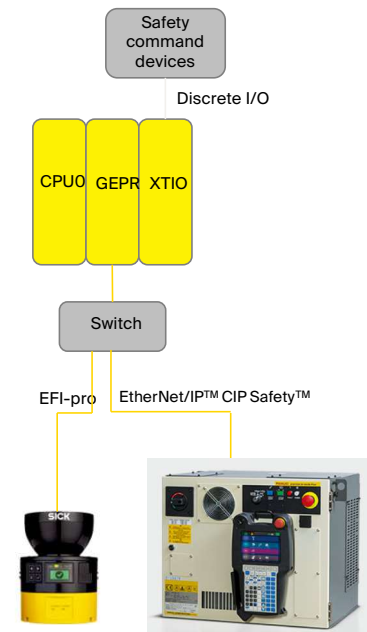 Safety
command
devices
Discrete I/O
CPU0 GEPR XTIO
Switch
EFI-pro
EtherNet/IP™ CIP Safety™
SICK